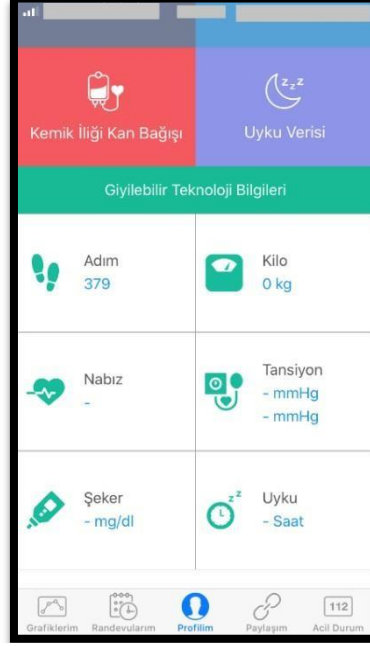 z z z
Kemik İliği Kan Bağışı
Uyku Verisi
Giyilebilir Teknoloji Bilgileri
Adım
379
Kilo
0 kg
Nabız
-
Tansiyon
- mmHg
- mmHg
Şeker
- mg/dl
z z
Uyku
- Saat
Grafiklerim
Randevularım
Profilim
Paylaşım
112
Acil Durum